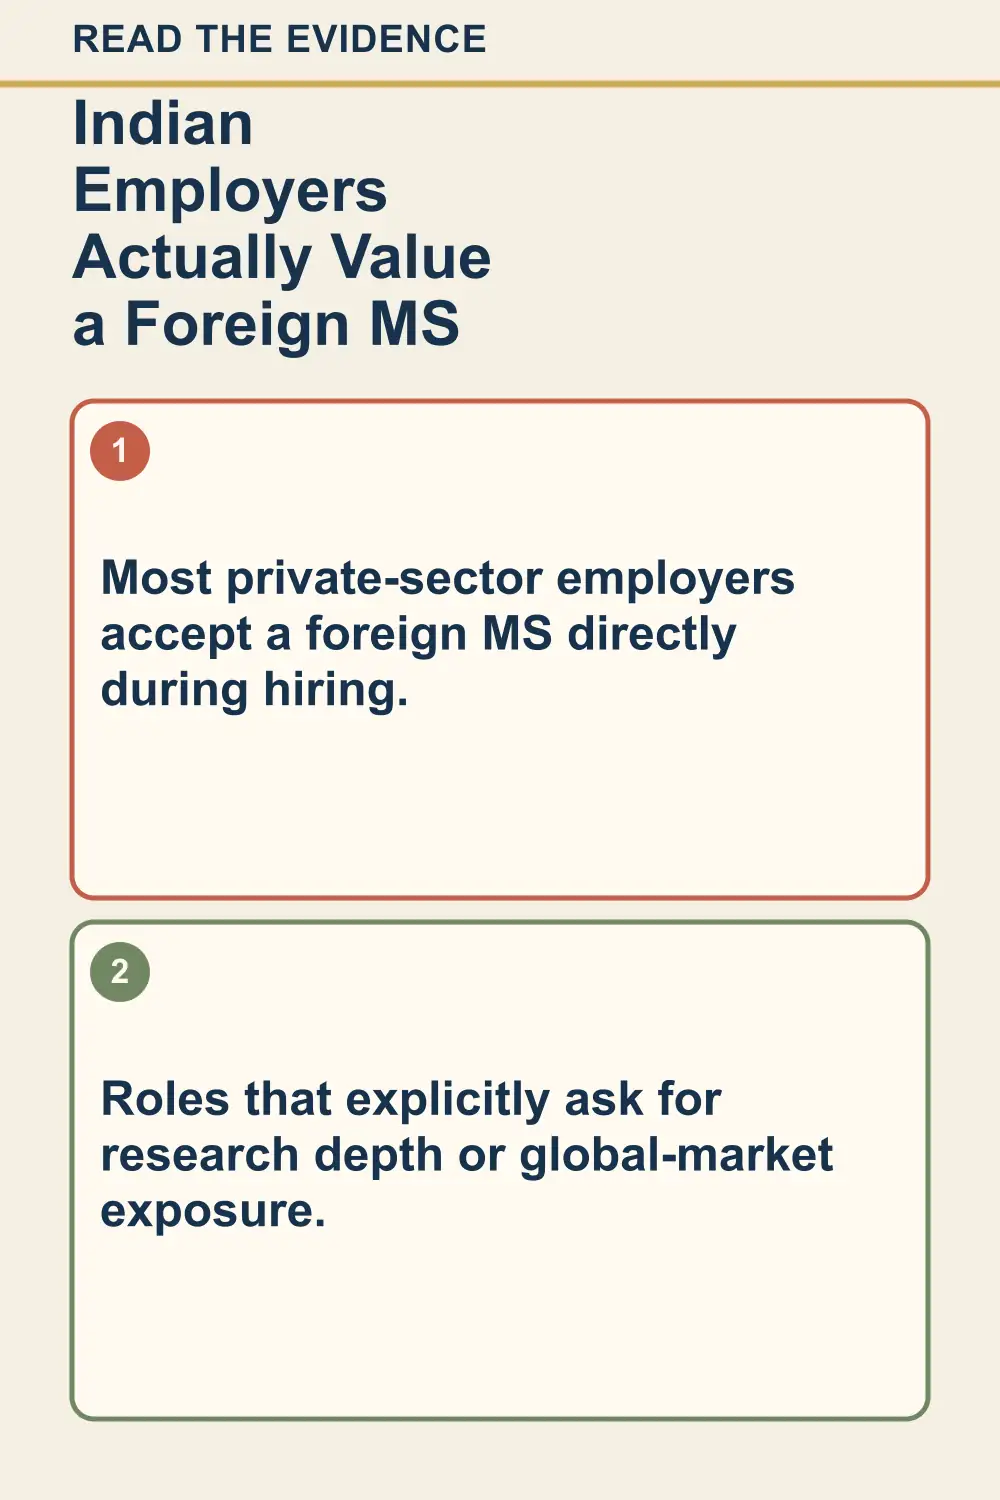 READ THE EVIDENCE
Indian
Employers
Actually Value
a Foreign MS
1
Most private-sector employers
accept a foreign MS directly
during hiring.
2
Roles that explicitly ask for
research depth or global-market
exposure.